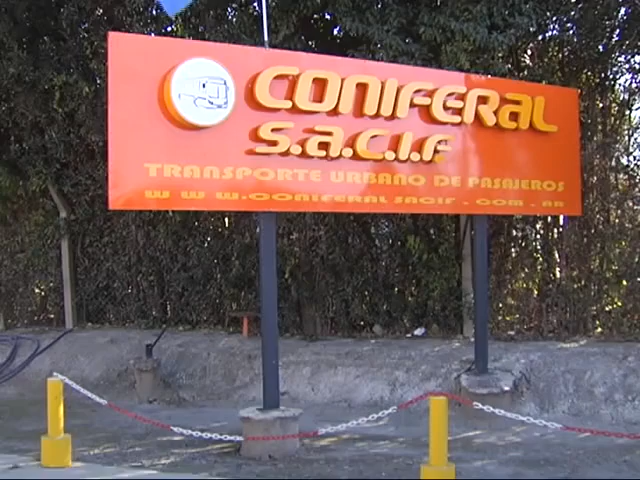 CONIFERAL
S.A.C.I.F.
TRANSPORTE URBANO DE PASAJEROS
WWW.CONIFERALSACIF.COM.AR